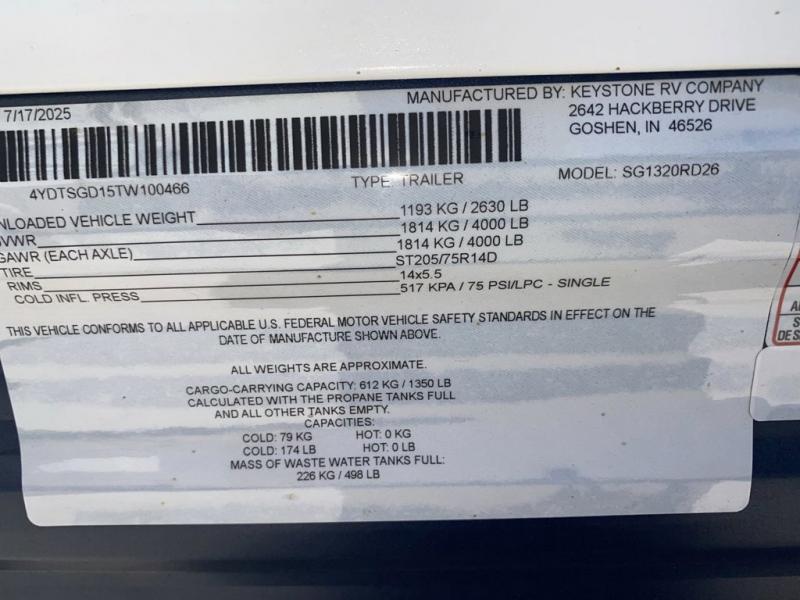 MANUFACTURED BY: KEYSTONE RV COMPANY
7/17/2025
2642 HACKBERRY DRIVE
GOSHEN, IN 46526
4YDTSGD15TW100466
TYPE: TRAILER
MODEL: SG1320RD26
NLOADED VEHICLE WEIGHT 1193 KG / 2630 LB
VWR 1814 KG / 4000 LB
GAWR (EACH AXLE) 1814 KG / 4000 LB
TIRE ST205/75R14D
RIMS 14x5.5
COLD INFL. PRESS 517 KPA / 75 PSI/LPC - SINGLE
THIS VEHICLE CONFORMS TO ALL APPLICABLE U.S. FEDERAL MOTOR VEHICLE SAFETY STANDARDS IN EFFECT ON THE
DATE OF MANUFACTURE SHOWN ABOVE.
ALL WEIGHTS ARE APPROXIMATE.
CARGO-CARRYING CAPACITY: 612 KG / 1350 LB
CALCULATED WITH THE PROPANE TANKS FULL
AND ALL OTHER TANKS EMPTY.
CAPACITIES:
COLD: 79 KG HOT: 0 KG
COLD: 174 LB HOT: 0 LB
MASS OF WASTE WATER TANKS FULL:
226 KG / 498 LB